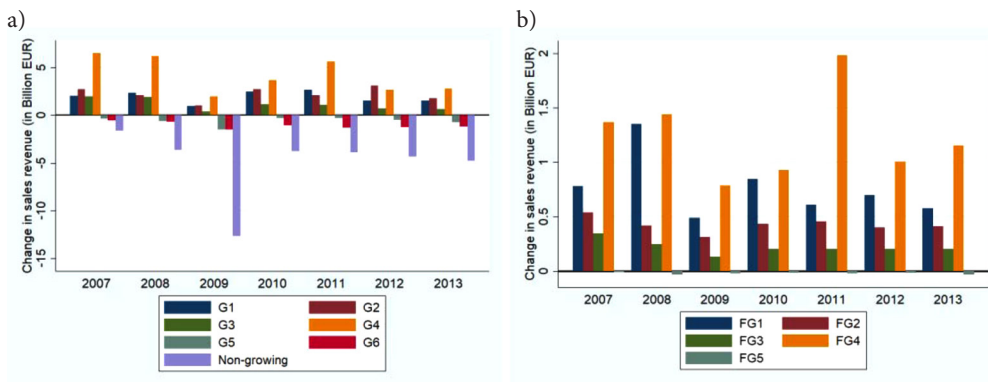 a)
Change in sales revenue (in Billion EUR)
5
0
-5
-10
-15
2007 2008 2009 2010 2011 2012 2013
G1 G2
G3 G4
G5 G6
Non-growing
b)
Change in sales revenue (in Billion EUR)
2
1.5
1
0.5
0
2007 2008 2009 2010 2011 2012 2013
FG1 FG2
FG3 FG4
FG5